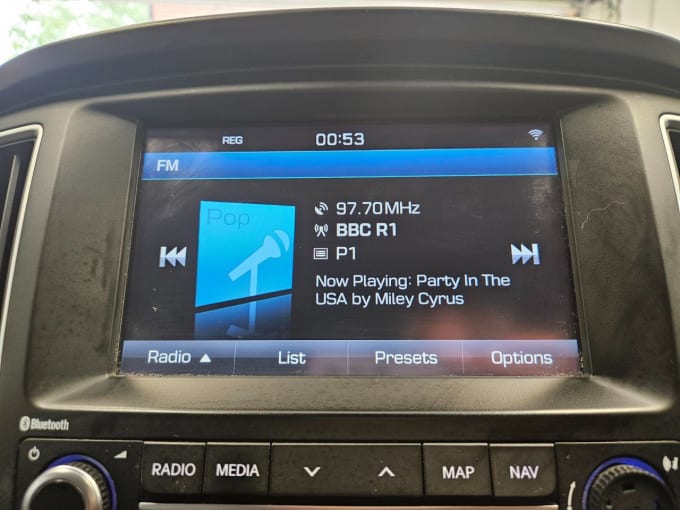 REG 00:53
FM
Pop
97.70MHz
BBC R1
P1
Now Playing: Party In The
USA by Miley Cyrus
Radio ▲ List Presets Options
Bluetooth
RADIO MEDIA MAP NAV